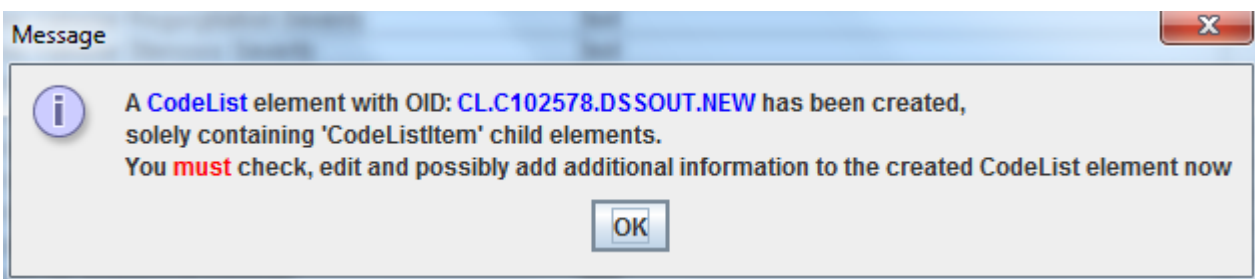 Message
A CodeList element with OID: CL.C102578.DSSOUT.NEW has been created,
solely containing 'CodeListItem' child elements.
You must check, edit and possibly add additional information to the created CodeList element now
OK